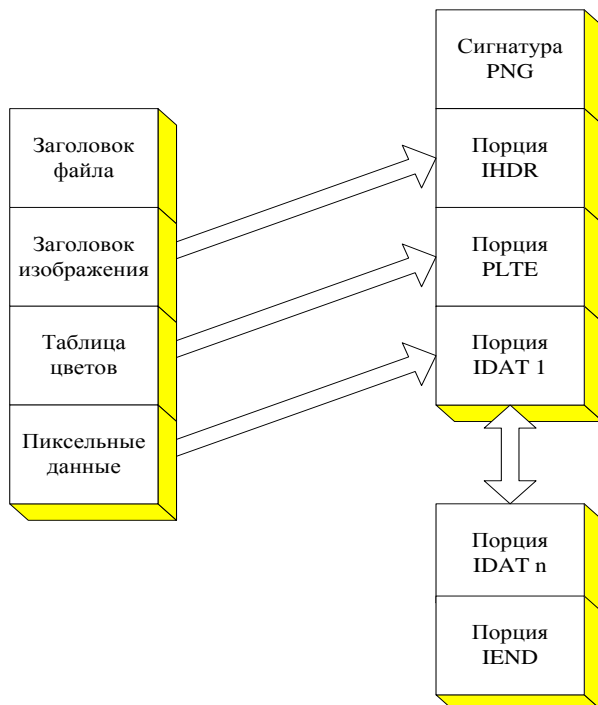 Заголовок
файла
Заголовок
изображения
Таблица
цветов
Пиксельные
данные
Сигнатура
PNG
Порция
IHDR
Порция
PLTE
Порция
IDAT 1
Порция
IDAT n
Порция
IEND